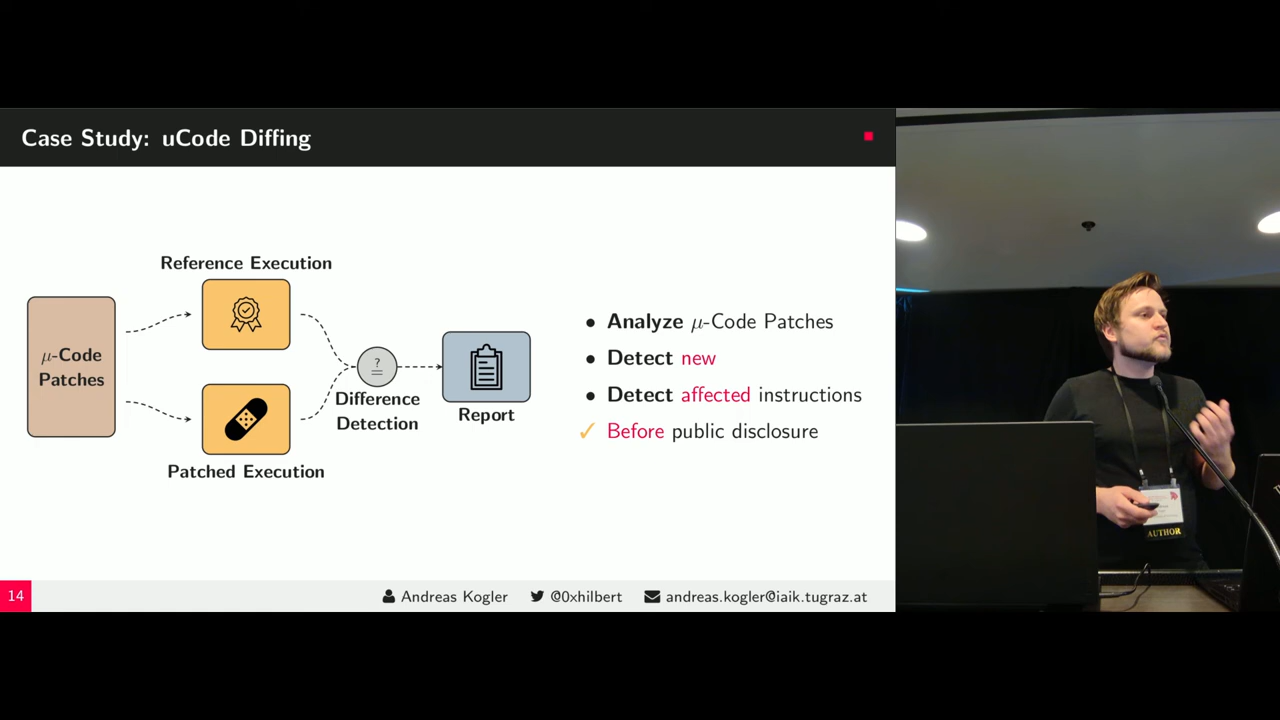 Case Study: uCode Diffing
Reference Execution
μ-Code
Patches
?
=
Difference
Detection
Report
Patched Execution
• Analyze μ-Code Patches
• Detect new
• Detect affected instructions
✓ Before public disclosure
14
Andreas Kogler
@0xhilbert
andreas.kogler@iaik.tugraz.at
AUTHOR